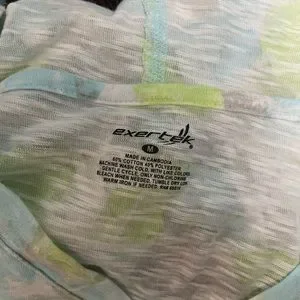 exertek
M
MADE IN CAMBODIA
60% COTTON 40% POLYESTER
MACHINE WASH COLD, WITH LIKE COLORS
GENTLE CYCLE, ONLY NON-CHLORINE
BLEACH WHEN NEEDED, TUMBLE DRY LOW
WARM IRON IF NEEDED. RN#